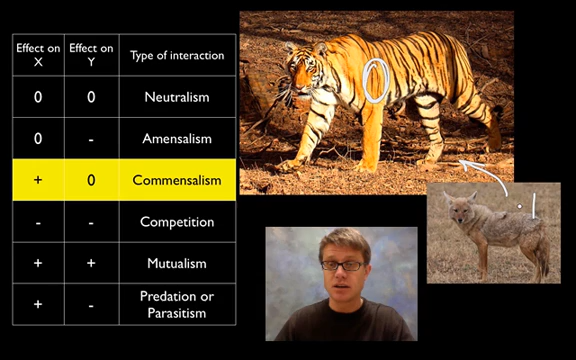 Effect on X Effect on Y Type of interaction
0 0 Neutralism
0 - Amensalism
+ 0 Commensalism
- - Competition
+ + Mutualism
+ - Predation or Parasitism
0